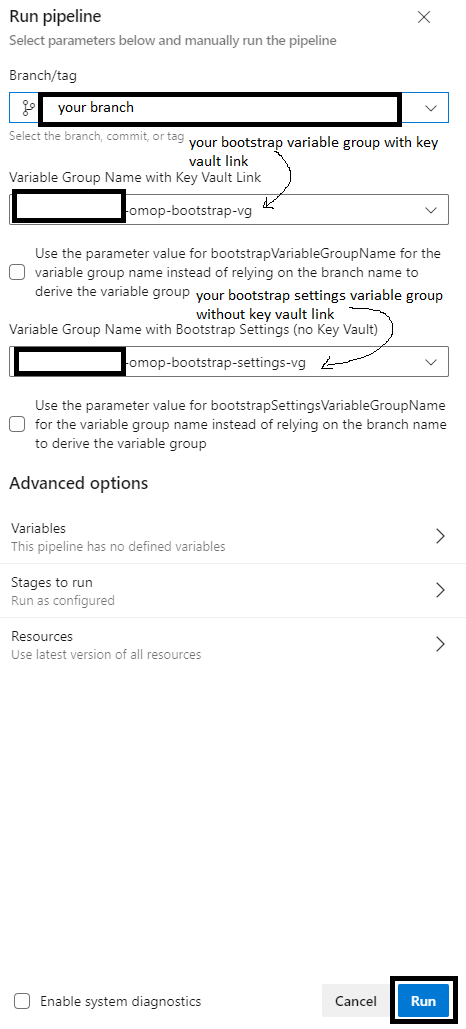 Run pipeline
Select parameters below and manually run the pipeline
Branch/tag
your branch
Select the branch, commit, or tag
your bootstrap variable group with key
vault link
Variable Group Name with Key Vault Link
-omop-bootstrap-vg
Use the parameter value for bootstrapVariableGroupName for the
variable group name instead of relying on the branch name to
derive the variable group
your bootstrap settings variable group
without key vault link
Variable Group Name with Bootstrap Settings (no Key Vault)
-omop-bootstrap-settings-vg
Use the parameter value for bootstrapSettingsVariableGroupName
for the variable group name instead of relying on the branch name
to derive the variable group
Advanced options
Variables
This pipeline has no defined variables
Stages to run
Run as configured
Resources
Use latest version of all resources
Enable system diagnostics
Cancel
Run